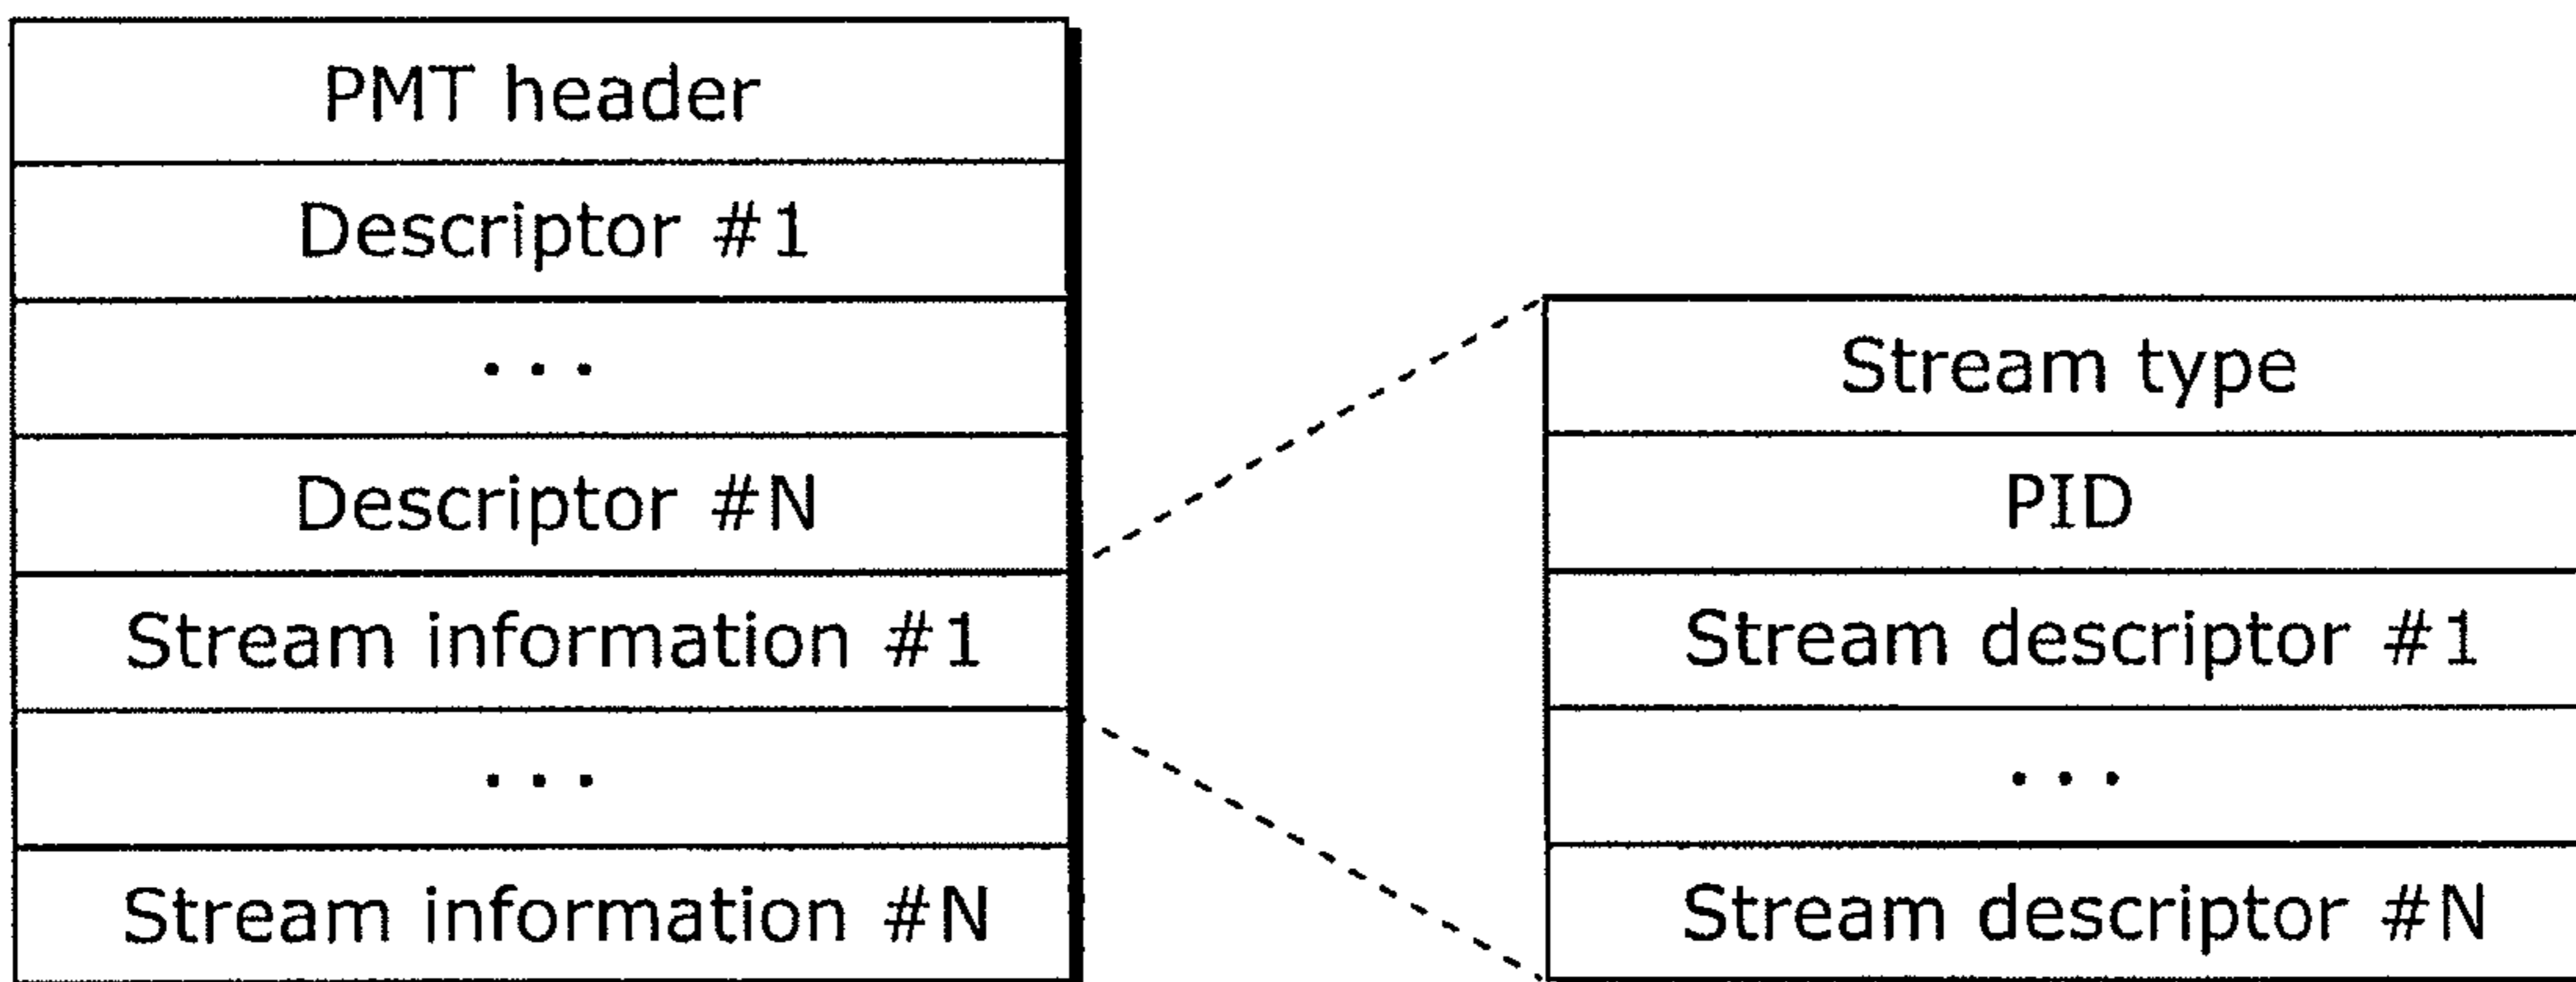 PMT header
Descriptor #1
...
Descriptor #N
Stream information #1
...
Stream information #N
Stream type
PID
Stream descriptor #1
...
Stream descriptor #N